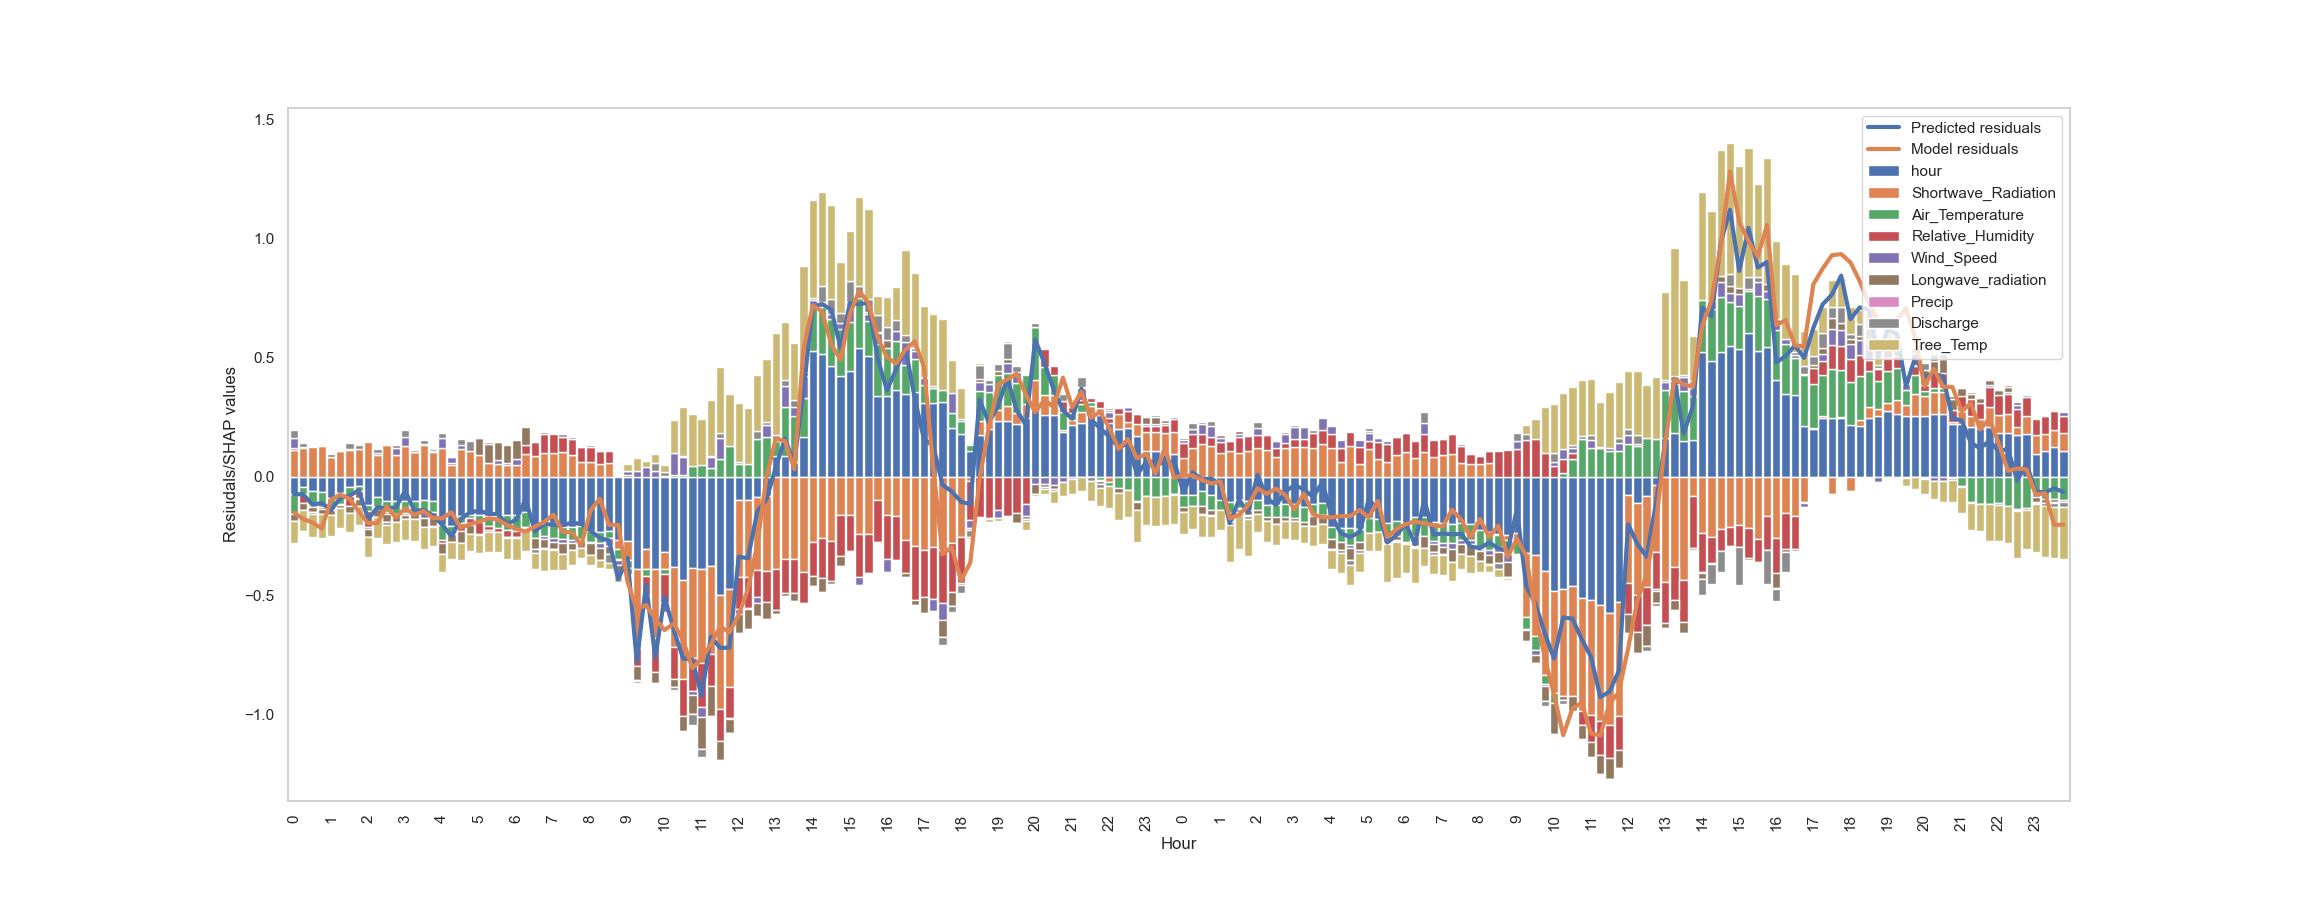 1.5
1.0
0.5
0.0
−0.5
−1.0
Resiuudals/SHAP values
Predicted residuals
Model residuals
hour
Shortwave_Radiation
Air_Temperature
Relative_Humidity
Wind_Speed
Longwave_radiation
Precip
Discharge
Tree_Temp
0 1 2 3 4 5 6 7 8 9 10 11 12 13 14 15 16 17 18 19 20 21 22 23 0 1 2 3 4 5 6 7 8 9 10 11 12 13 14 15 16 17 18 19 20 21 22 23
Hour